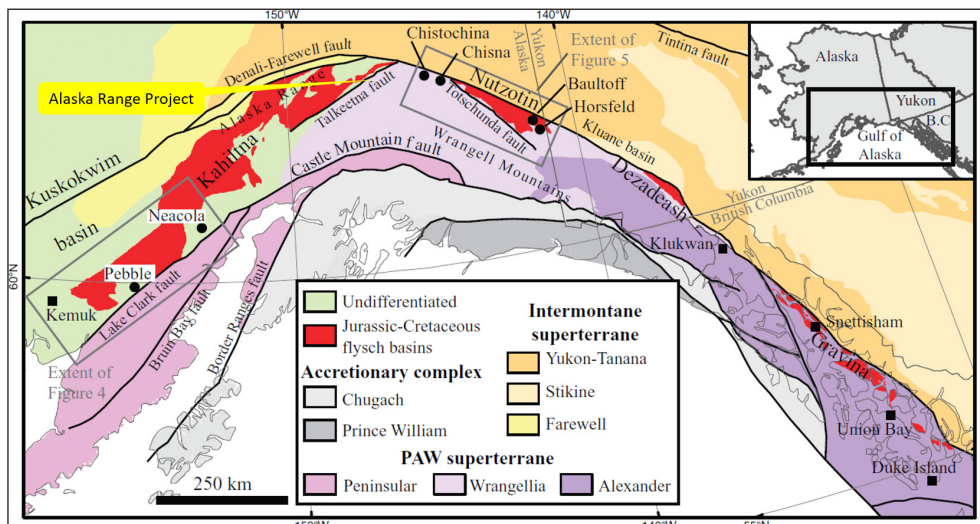 150°W
140°W
Chistochina
Chisna
Yukon
Alaska
Extent of
Figure 5
Tintina fault
Denali-Farewell fault
Alaska Range Project
Alaska Range
Talkeetna fault
Totschunda fault
Nutzotin
Baultoff
Horsfeld
Kluane basin
Kuskokwim
basin
Kahiltna
Castle Mountain fault
Wrangell Mountains
Dezadeash
Yukon
British Columbia
Neacola
Klukwan
60°N
Pebble
Kemuk
Lake Clark fault
Bruin Bay fault
Border Ranges fault
Extent of
Figure 4
Snettisham
Gravina
Union Bay
Duke Island
250 km
Undifferentiated
Jurassic-Cretaceous
flysch basins
Accretionary complex
Chugach
Prince William
Intermontane
superterrane
Yukon-Tanana
Stikine
Farewell
PAW superterrane
Peninsular
Wrangellia
Alexander
Alaska
Yukon
B.C
Gulf of
Alaska
150°W
140°W
55°N